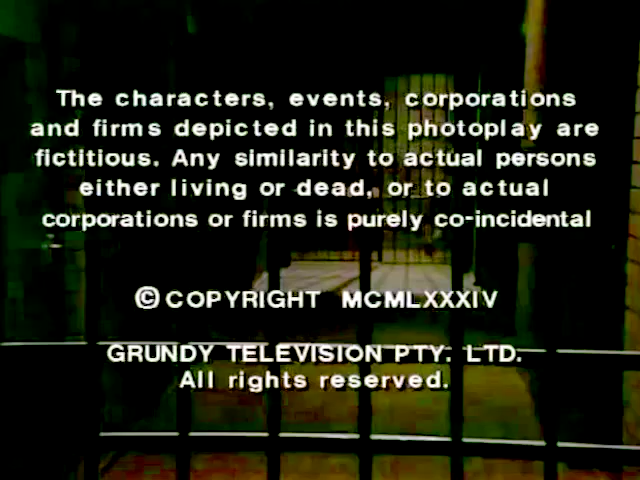 The characters, events, corporations
and firms depicted in this photoplay are
fictitious. Any similarity to actual persons
either living or dead, or to actual
corporations or firms is purely co-incidental
© COPYRIGHT MCMLXXXIV
GRUNDY TELEVISION PTY. LTD.
All rights reserved.